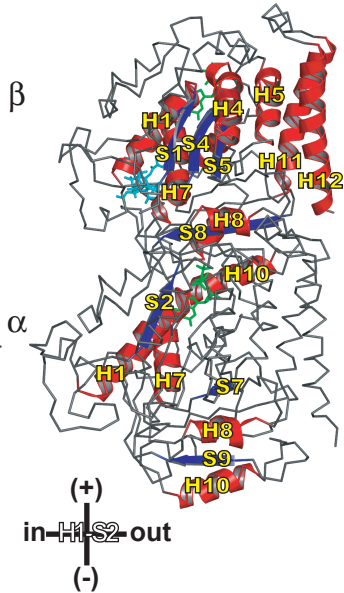 β
H5
H1
H4
S4
S1
S5
H11
H7
H12
H8
S8
H10
S2
α
H1
H7
S7
H8
S9
H10
(+)
in H1-S2 out
(-)